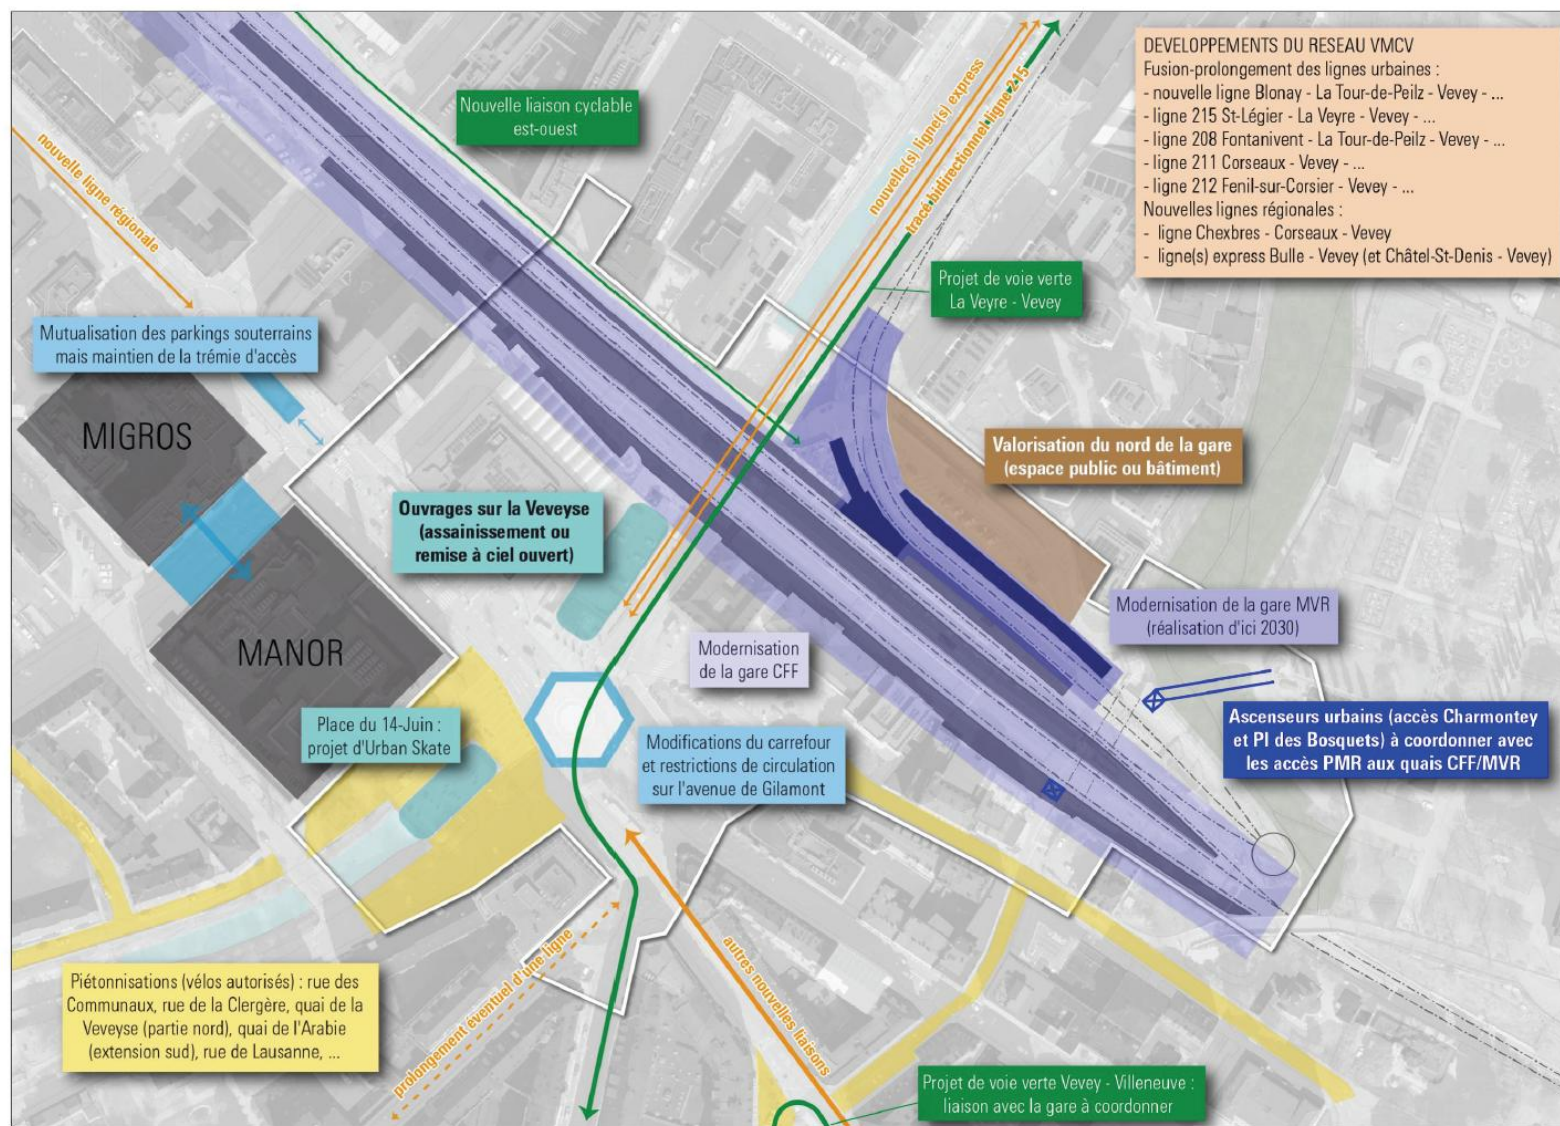 DEVELOPPEMENTS DU RESEAU VMCV
Fusion-prolongement des lignes urbaines :
- nouvelle ligne Blonay - La Tour-de-Peilz - Vevey - ...
- ligne 215 St-Légier - La Veyre - Vevey - ...
- ligne 208 Fontanivent - La Tour-de-Peilz - Vevey - ...
- ligne 211 Corseaux - Vevey - ...
- ligne 212 Fenil-sur-Corsier - Vevey - ...
Nouvelles lignes régionales :
- ligne Chexbres - Corseaux - Vevey
- ligne(s) express Bulle - Vevey (et Châtel-St-Denis - Vevey)
Nouvelle liaison cyclable
est-ouest
nouvelle(s) ligne(s) express
tracé bidirectionnel ligne 215
nouvelle ligne régionale
Projet de voie verte
La Veyre - Vevey
Mutualisation des parkings souterrains
mais maintien de la trémie d'accès
MIGROS
Valorisation du nord de la gare
(espace public ou bâtiment)
Ouvrages sur la Veveyse
(assainissement ou
remise à ciel ouvert)
Modernisation de la gare MVR
(réalisation d'ici 2030)
MANOR
Modernisation
de la gare CFF
Place du 14-Juin :
projet d'Urban Skate
Ascenseurs urbains (accès Charmontey
et PI des Bosquets) à coordonner avec
les accès PMR aux quais CFF/MVR
Modifications du carrefour
et restrictions de circulation
sur l'avenue de Gilamont
Piétonnisations (vélos autorisés) : rue des
Communaux, rue de la Clergère, quai de la
Veveyse (partie nord), quai de l'Arabie
(extension sud), rue de Lausanne, ...
prolongement éventuel d'une ligne
autres nouvelles liaisons
Projet de voie verte Vevey - Villeneuve :
liaison avec la gare à coordonner